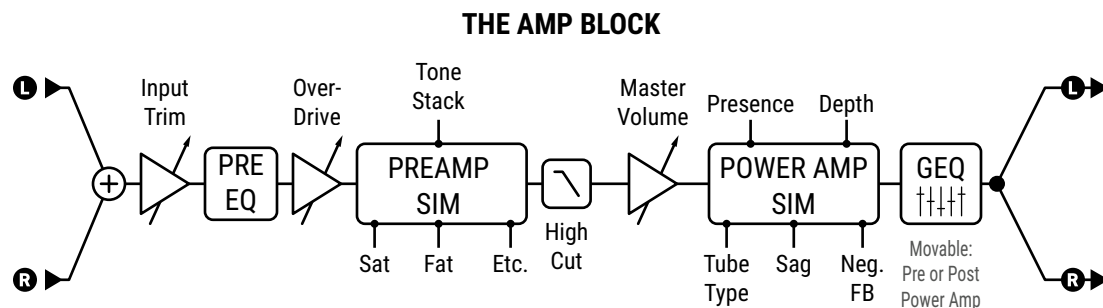 THE AMP BLOCK
L
Input
Trim
Over-
Drive
Tone
Stack
Master
Volume
Presence
Depth
L
+
PRE
EQ
PREAMP
SIM
POWER AMP
SIM
GEQ
R
Sat
Fat
Etc.
High
Cut
Tube
Type
Sag
Neg.
FB
Movable:
Pre or Post
Power Amp
R